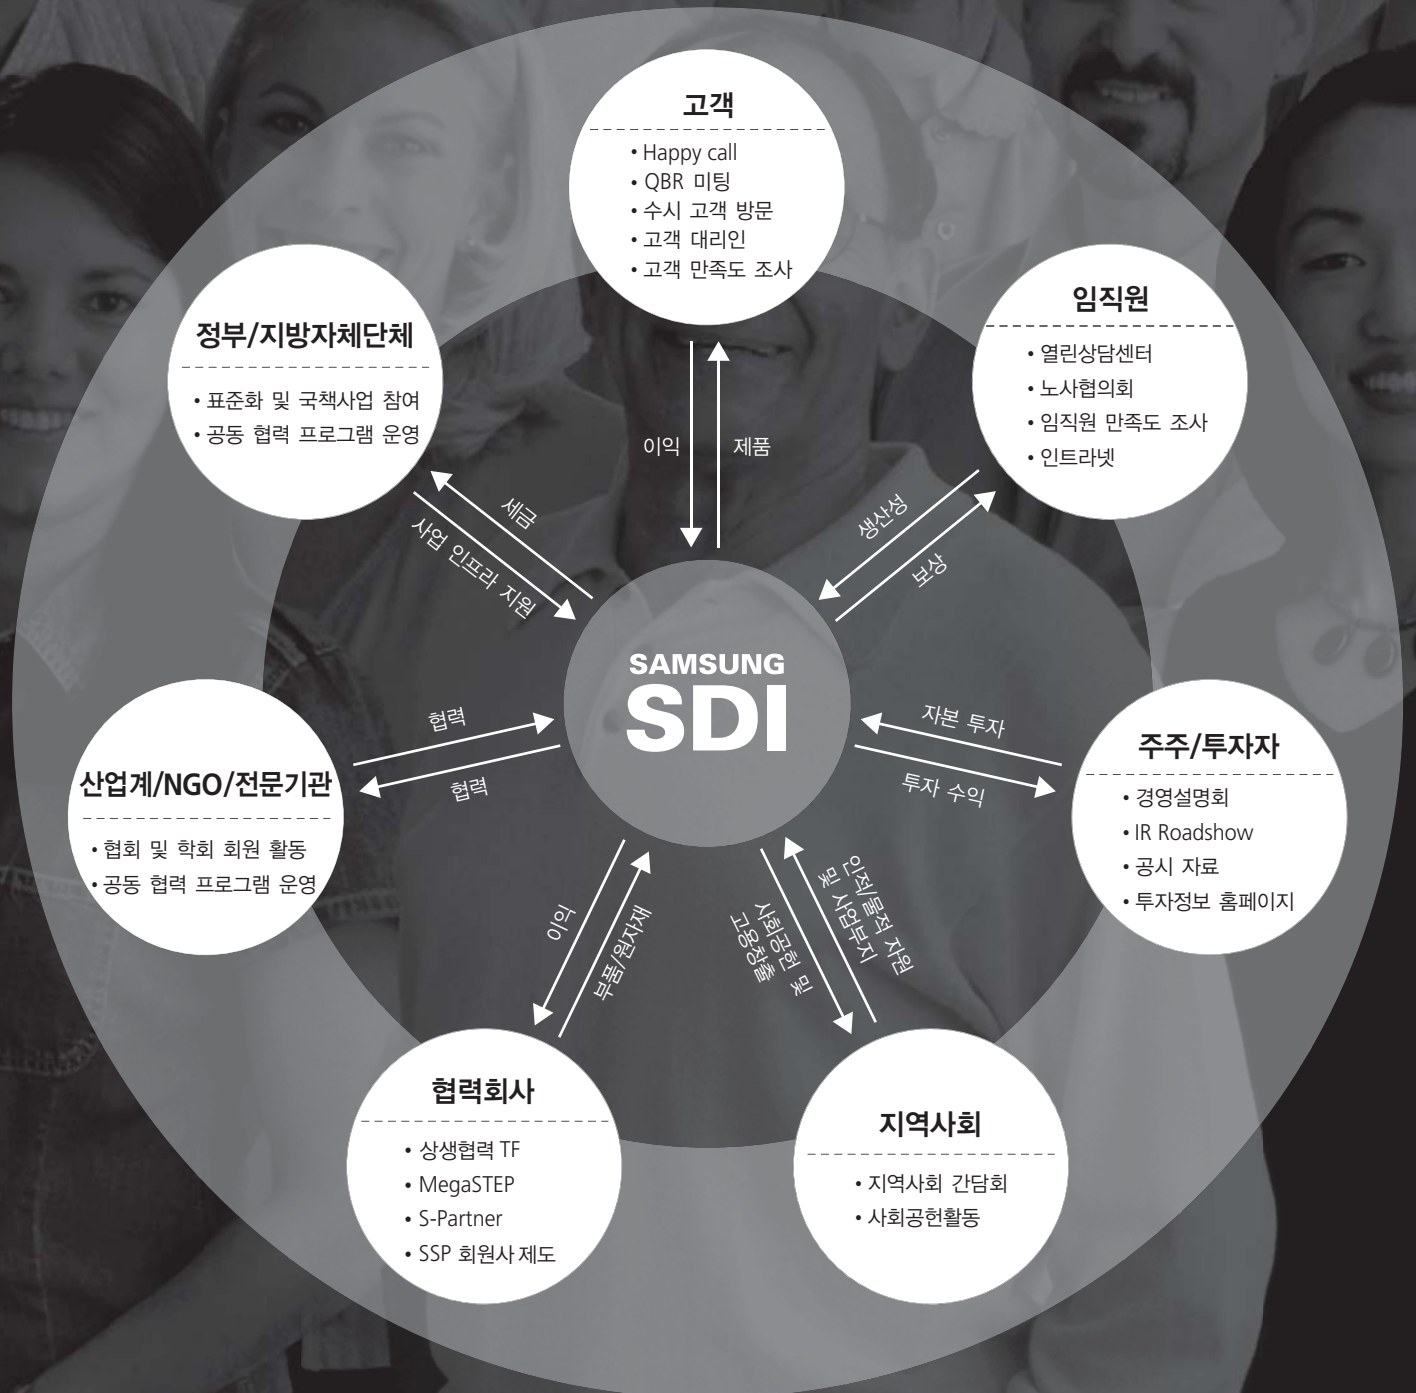 고객
• Happy call
• QBR 미팅
• 수시 고객 방문
• 고객 대리인
• 고객 만족도 조사
임직원
• 열린상담센터
• 노사협의회
• 임직원 만족도 조사
• 인트라넷
정부/지방자체단체
• 표준화 및 국책사업 참여
• 공동 협력 프로그램 운영
이익
제품
세금
사업 인프라 지원
생산성
보상
SAMSUNG
SDI
협력
협력
자본 투자
투자 수익
산업계/NGO/전문기관
• 협회 및 학회 회원 활동
• 공동 협력 프로그램 운영
주주/투자자
• 경영설명회
• IR Roadshow
• 공시 자료
• 투자정보 홈페이지
이익
부품/원자재
사회공헌 및
고용창출
인적/물적 자원
및 사업부지
협력회사
• 상생협력 TF
• MegaSTEP
• S-Partner
• SSP 회원사 제도
지역사회
• 지역사회 간담회
• 사회공헌활동